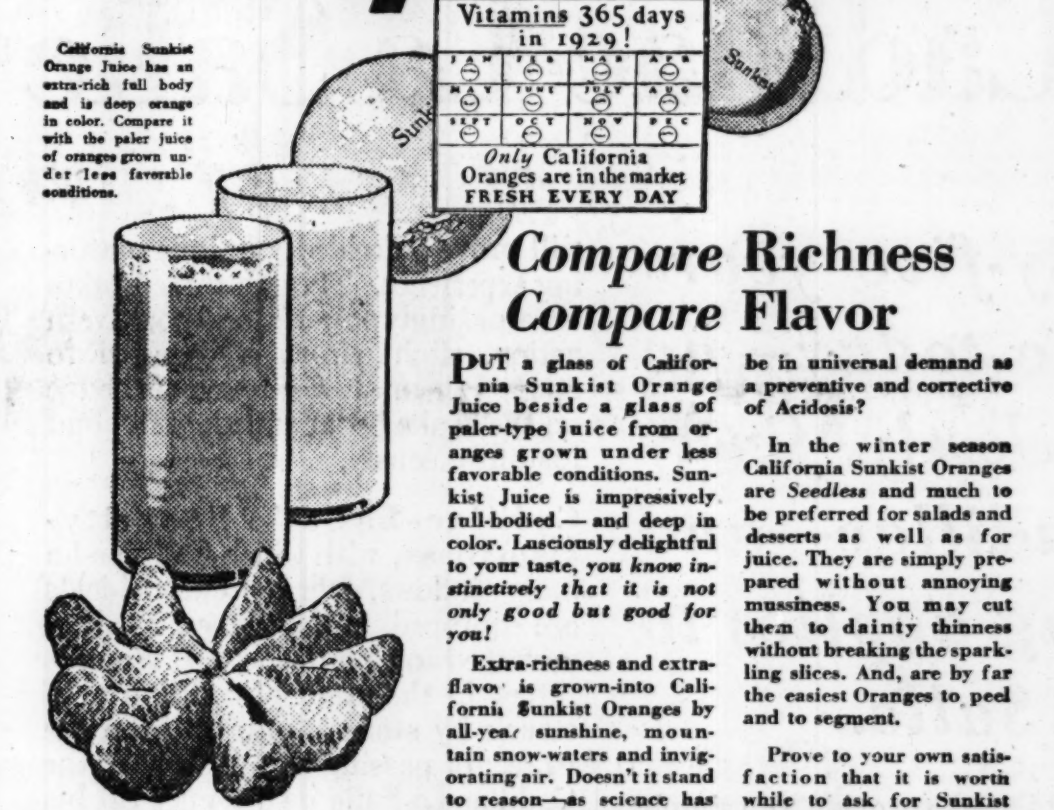 California Sunkist
Orange Juice has an
extra-rich full body
and is deep orange
in color. Compare it
with the paler juice
of oranges grown un-
der less favorable
conditions.
Vitamins 365 days
in 1929!
JAN FEB MAR APR
MAY JUNE JULY AUG
SEPT OCT NOV DEC
Only California
Oranges are in the market
FRESH EVERY DAY
Sunkist
Sunkist
Compare Richness
Compare Flavor
PUT a glass of Califor-
nia Sunkist Orange
Juice beside a glass of
paler-type juice from or-
anges grown under less
favorable conditions. Sun-
kist Juice is impressively
full-bodied — and deep in
color. Lusciously delightful
to your taste, you know in-
stinctively that it is not
only good but good for
you!
Extra-richness and extra-
flavor is grown-into Cali-
fornia Sunkist Oranges by
all-year sunshine, moun-
tain snow-waters and invig-
orating air. Doesn't it stand
to reason—as science has
be in universal demand as
a preventive and corrective
of Acidosis?
In the winter season
California Sunkist Oranges
are Seedless and much to
be preferred for salads and
desserts as well as for
juice. They are simply pre-
pared without annoying
mussiness. You may cut
them to dainty thinness
without breaking the spark-
ling slices. And, are by far
the easiest Oranges to peel
and to segment.
Prove to your own satis-
faction that it is worth
while to ask for Sunkist